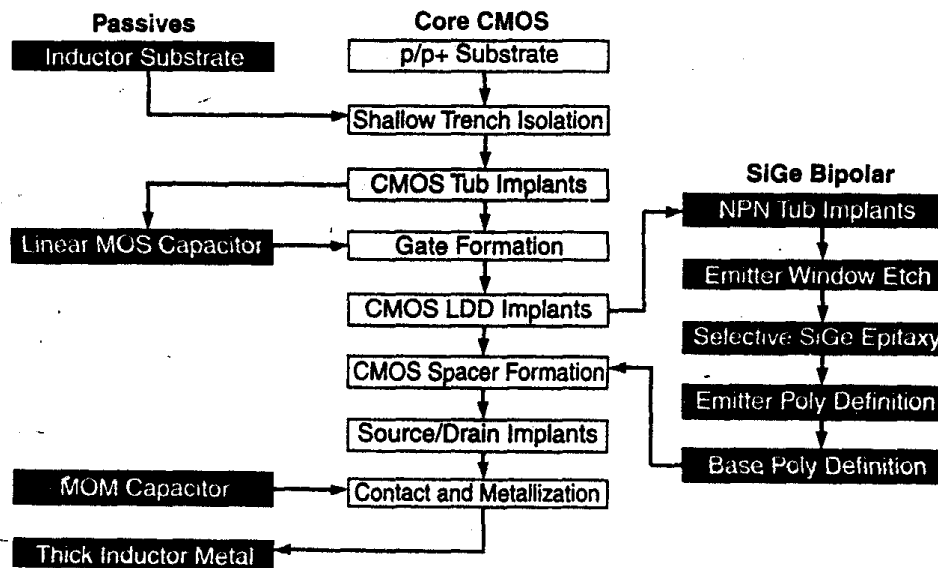 Passives
Inductor Substrate
Linear MOS Capacitor
MOM Capacitor
Thick Inductor Metal
Core CMOS
p/p+ Substrate
Shallow Trench Isolation
CMOS Tub Implants
Gate Formation
CMOS LDD Implants
CMOS Spacer Formation
Source/Drain Implants
Contact and Metallization
SiGe Bipolar
NPN Tub Implants
Emitter Window Etch
Selective SiGe Epitaxy
Emitter Poly Definition
Base Poly Definition